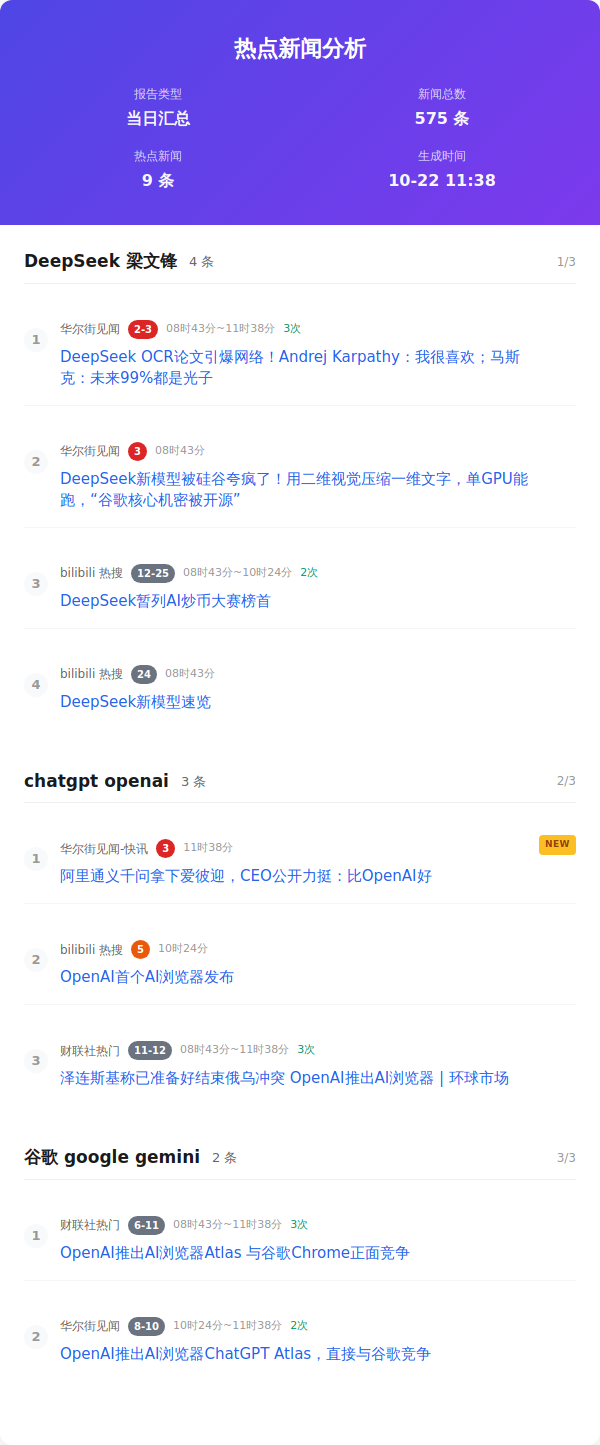 热点新闻分析
报告类型
当日汇总
新闻总数
575 条
热点新闻
9 条
生成时间
10-22 11:38
DeepSeek 梁文锋 4 条 1/3
1 华尔街见闻 2-3 08时43分~11时38分 3次
DeepSeek OCR论文引爆网络！Andrej Karpathy：我很喜欢；马斯
克：未来99%都是光子
2 华尔街见闻 3 08时43分
DeepSeek新模型被硅谷夸疯了！用二维视觉压缩一维文字，单GPU能
跑，“谷歌核心机密被开源”
3 bilibili 热搜 12-25 08时43分~10时24分 2次
DeepSeek暂列AI炒币大赛榜首
4 bilibili 热搜 24 08时43分
DeepSeek新模型速览
chatgpt openai 3 条 2/3
1 华尔街见闻-快讯 3 11时38分 NEW
阿里通义千问拿下爱彼迎，CEO公开力挺：比OpenAI好
2 bilibili 热搜 5 10时24分
OpenAI首个AI浏览器发布
3 财联社热门 11-12 08时43分~11时38分 3次
泽连斯基称已准备好结束俄乌冲突 OpenAI推出AI浏览器 | 环球市场
谷歌 google gemini 2 条 3/3
1 财联社热门 6-11 08时43分~11时38分 3次
OpenAI推出AI浏览器Atlas 与谷歌Chrome正面竞争
2 华尔街见闻 8-10 10时24分~11时38分 2次
OpenAI推出AI浏览器ChatGPT Atlas，直接与谷歌竞争